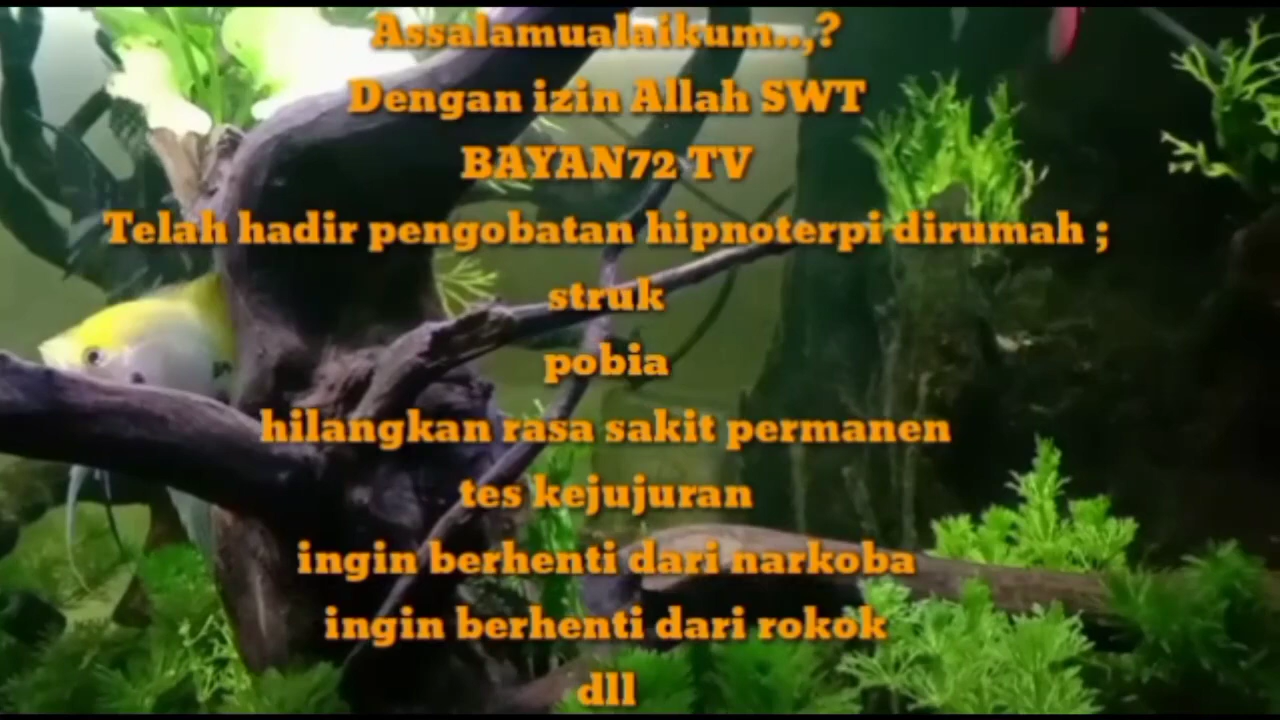 Assalamualaikum..,?
Dengan izin Allah SWT
BAYAN72 TV
Telah hadir pengobatan hipnoterpi dirumah ;
struk
pobia
hilangkan rasa sakit permanen
tes kejujuran
ingin berhenti dari narkoba
ingin berhenti dari rokok
dll